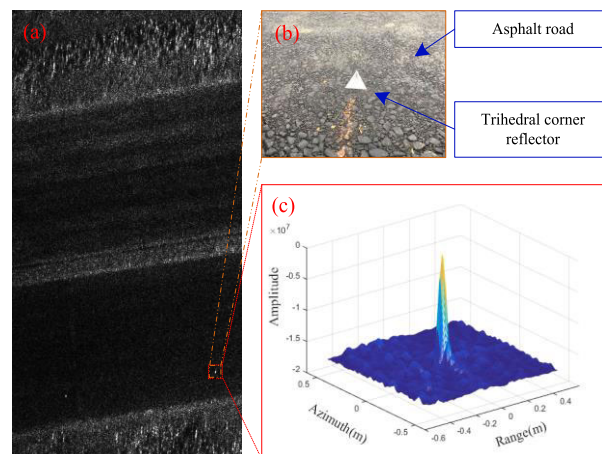 (a)
(b)
Asphalt road
Trihedral corner
reflector
(c)
×10⁷
0
-0.5
-1
-1.5
-2
Amplitude
0.5
0
-0.5
Azimuth(m)
-0.6
-0.4
-0.2
0
0.2
0.4
Range(m)